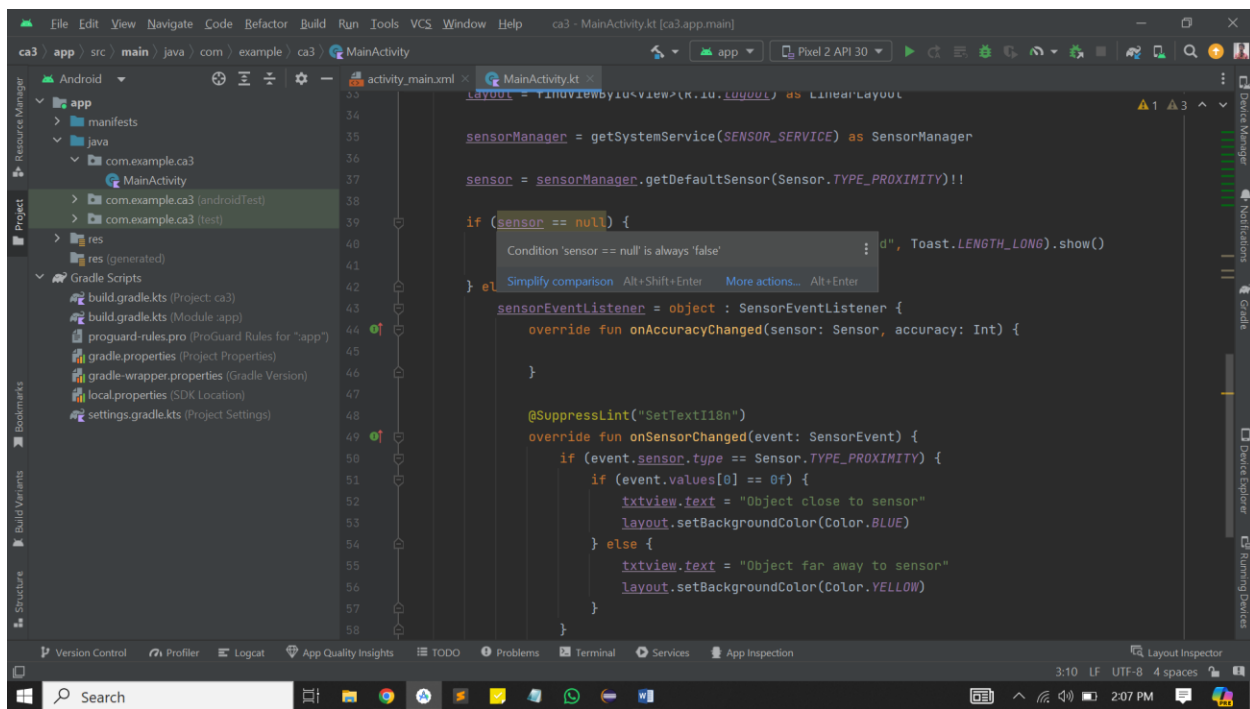 File Edit View Navigate Code Refactor Build Run Tools VCS Window Help ca3 - MainActivity.kt [ca3.app.main]
ca3 〉 app 〉 src 〉 main 〉 java 〉 com 〉 example 〉 ca3 〉 MainActivity
app
Pixel 2 API 30
Android
activity_main.xml
MainActivity.kt
1 3
app
manifests
java
com.example.ca3
MainActivity
com.example.ca3 (androidTest)
com.example.ca3 (test)
res
res (generated)
Gradle Scripts
build.gradle.kts (Project: ca3)
build.gradle.kts (Module :app)
proguard-rules.pro (ProGuard Rules for ":app")
gradle.properties (Project Properties)
gradle-wrapper.properties (Gradle Version)
local.properties (SDK Location)
settings.gradle.kts (Project Settings)
Resource Manager
Project
Bookmarks
Build Variants
Structure
33 layout = findViewById<View>(R.id.layout) as LinearLayout
34
35 sensorManager = getSystemService(SENSOR_SERVICE) as SensorManager
36
37 sensor = sensorManager.getDefaultSensor(Sensor.TYPE_PROXIMITY)!!
38
39 if (sensor == null) {
40 d", Toast.LENGTH_LONG).show()
Condition 'sensor == null' is always 'false'
41
Simplify comparison Alt+Shift+Enter More actions... Alt+Enter
42 } el
43 sensorEventListener = object : SensorEventListener {
44 override fun onAccuracyChanged(sensor: Sensor, accuracy: Int) {
45
46 }
47
48 @SuppressLint("SetTextI18n")
49 override fun onSensorChanged(event: SensorEvent) {
50 if (event.sensor.type == Sensor.TYPE_PROXIMITY) {
51 if (event.values[0] == 0f) {
52 txtview.text = "Object close to sensor"
53 layout.setBackgroundColor(Color.BLUE)
54 } else {
55 txtview.text = "Object far away to sensor"
56 layout.setBackgroundColor(Color.YELLOW)
57 }
58 }
Device Manager
Notifications
Gradle
Device Explorer
Running Devices
Version Control Profiler Logcat App Quality Insights TODO Problems Terminal Services App Inspection Layout Inspector
3:10 LF UTF-8 4 spaces
Search
2:07 PM
PRE